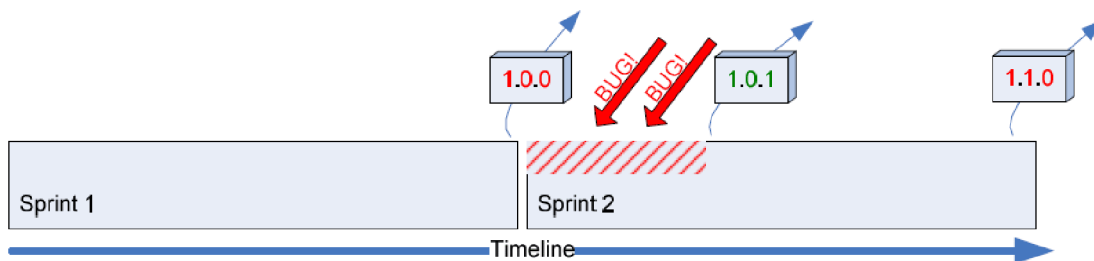 1.0.0
BUG!
BUG!
1.0.1
1.1.0
Sprint 1
Sprint 2
Timeline